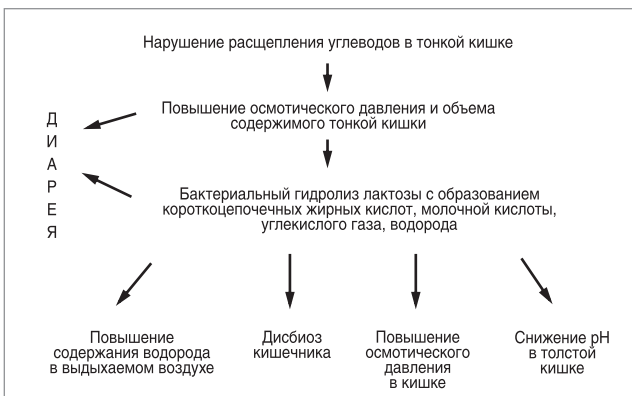 Нарушение расщепления углеводов в тонкой кишке
Повышение осмотического давления и объема
содержимого тонкой кишки
Д
И
А
Р
Е
Я
Бактериальный гидролиз лактозы с образованием
короткоцепочечных жирных кислот, молочной кислоты,
углекислого газа, водорода
Повышение
содержания водорода
в выдыхаемом воздухе
Дисбиоз
кишечника
Повышение
осмотического
давления
в кишке
Снижение pH
в толстой
кишке